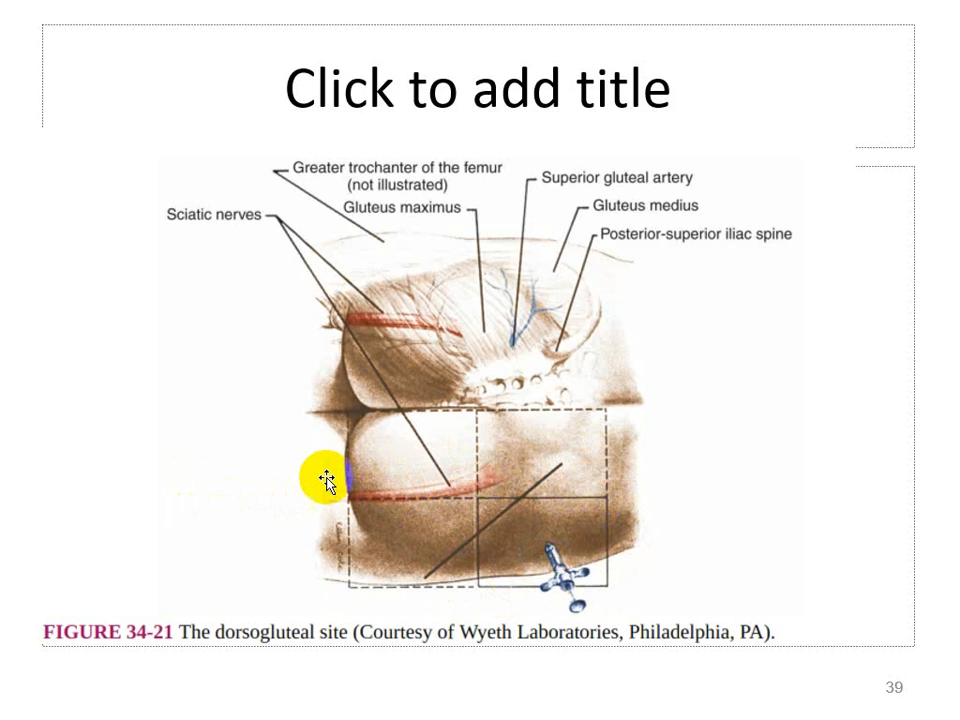 Click to add title
Greater trochanter of the femur
(not illustrated)
Superior gluteal artery
Sciatic nerves
Gluteus maximus
Gluteus medius
Posterior-superior iliac spine
FIGURE 34-21 The dorsogluteal site (Courtesy of Wyeth Laboratories, Philadelphia, PA).
39